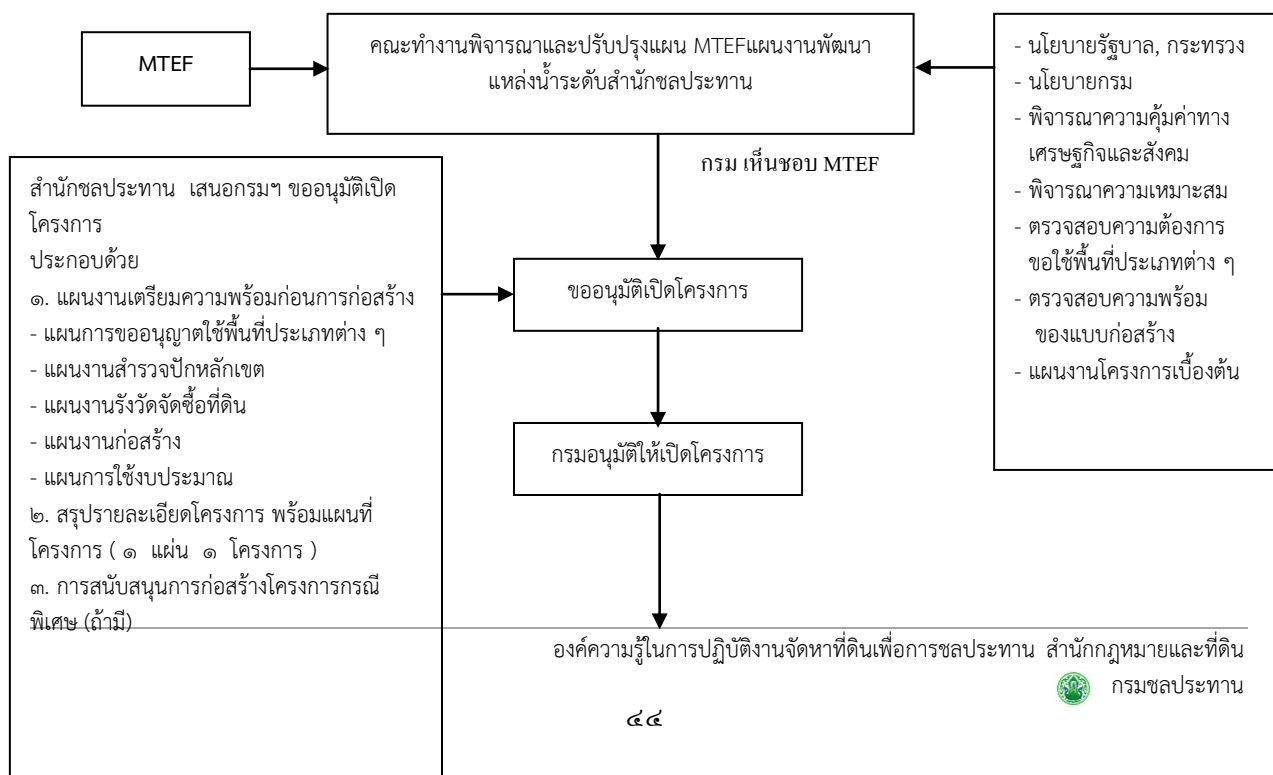 MTEF
คณะทำงานพิจารณาและปรับปรุงแผน MTEFแผนงานพัฒนา
แหล่งน้ำระดับสำนักชลประทาน
- นโยบายรัฐบาล, กระทรวง
- นโยบายกรม
- พิจารณาความคุ้มค่าทาง
เศรษฐกิจและสังคม
- พิจารณาความเหมาะสม
- ตรวจสอบความต้องการ
ขอใช้พื้นที่ประเภทต่าง ๆ
- ตรวจสอบความพร้อม
ของแบบก่อสร้าง
- แผนงานโครงการเบื้องต้น
กรม เห็นชอบ MTEF
สำนักชลประทาน เสนอกรมฯ ขออนุมัติเปิด
โครงการ
ประกอบด้วย
๑. แผนงานเตรียมความพร้อมก่อนการก่อสร้าง
- แผนการขออนุญาตใช้พื้นที่ประเภทต่าง ๆ
- แผนงานสำรวจปักหลักเขต
- แผนงานรังวัดจัดซื้อที่ดิน
- แผนงานก่อสร้าง
- แผนการใช้งบประมาณ
๒. สรุปรายละเอียดโครงการ พร้อมแผนที่
โครงการ ( ๑ แผ่น ๑ โครงการ )
๓. การสนับสนุนการก่อสร้างโครงการกรณี
พิเศษ (ถ้ามี)
ขออนุมัติเปิดโครงการ
กรมอนุมัติให้เปิดโครงการ
องค์ความรู้ในการปฏิบัติงานจัดหาที่ดินเพื่อการชลประทาน สำนักกฎหมายและที่ดิน
กรมชลประทาน
๔๔